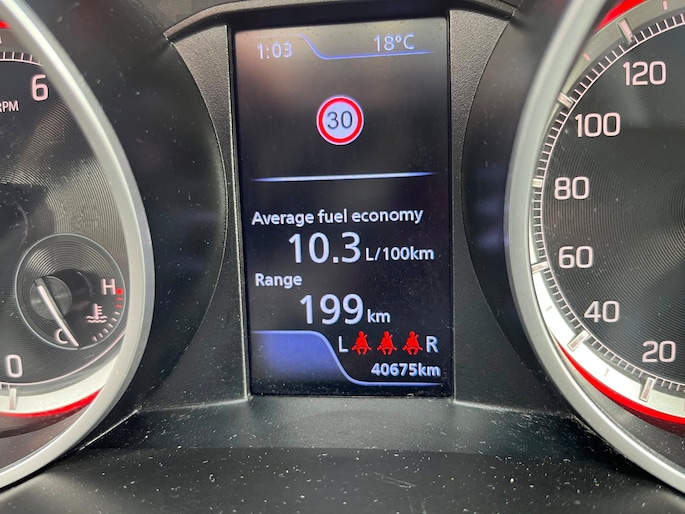 1:03 18°C
30
Average fuel economy
10.3 L/100km
Range
199 km
L R
40675km
6
RPM
H
C
0
120
100
80
60
40
20